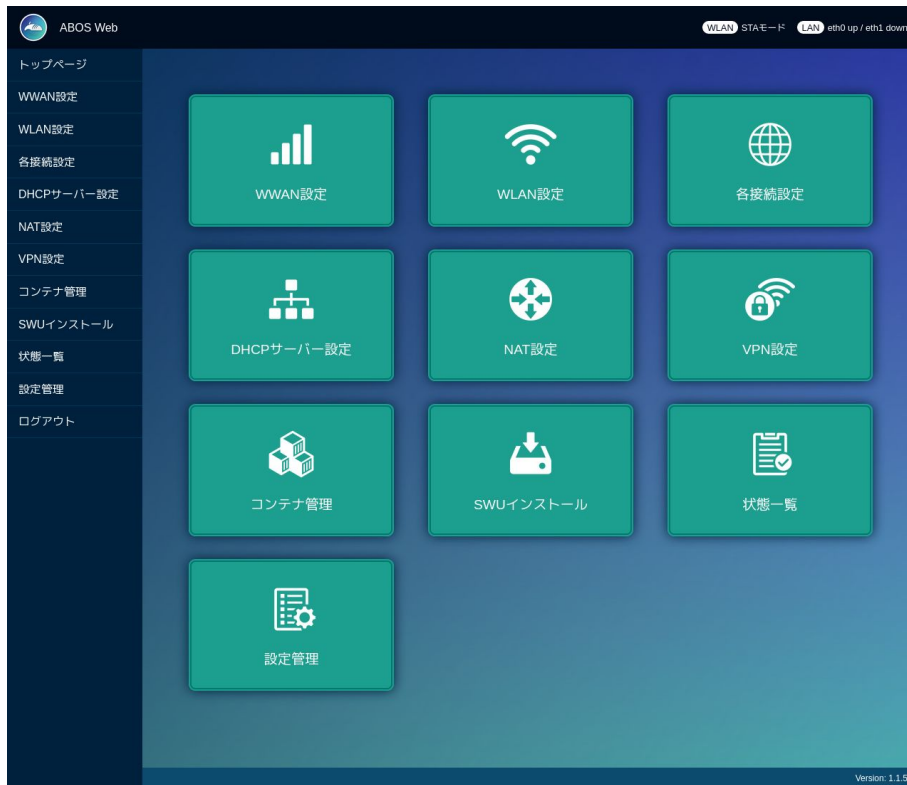 ABOS Web
WLAN STAモード LAN eth0 up / eth1 down
トップページ
WWAN設定
WLAN設定
各接続設定
DHCPサーバー設定
NAT設定
VPN設定
コンテナ管理
SWUインストール
状態一覧
設定管理
ログアウト
WWAN設定
WLAN設定
各接続設定
DHCPサーバー設定
NAT設定
VPN設定
コンテナ管理
SWUインストール
状態一覧
設定管理
Version: 1.1.5